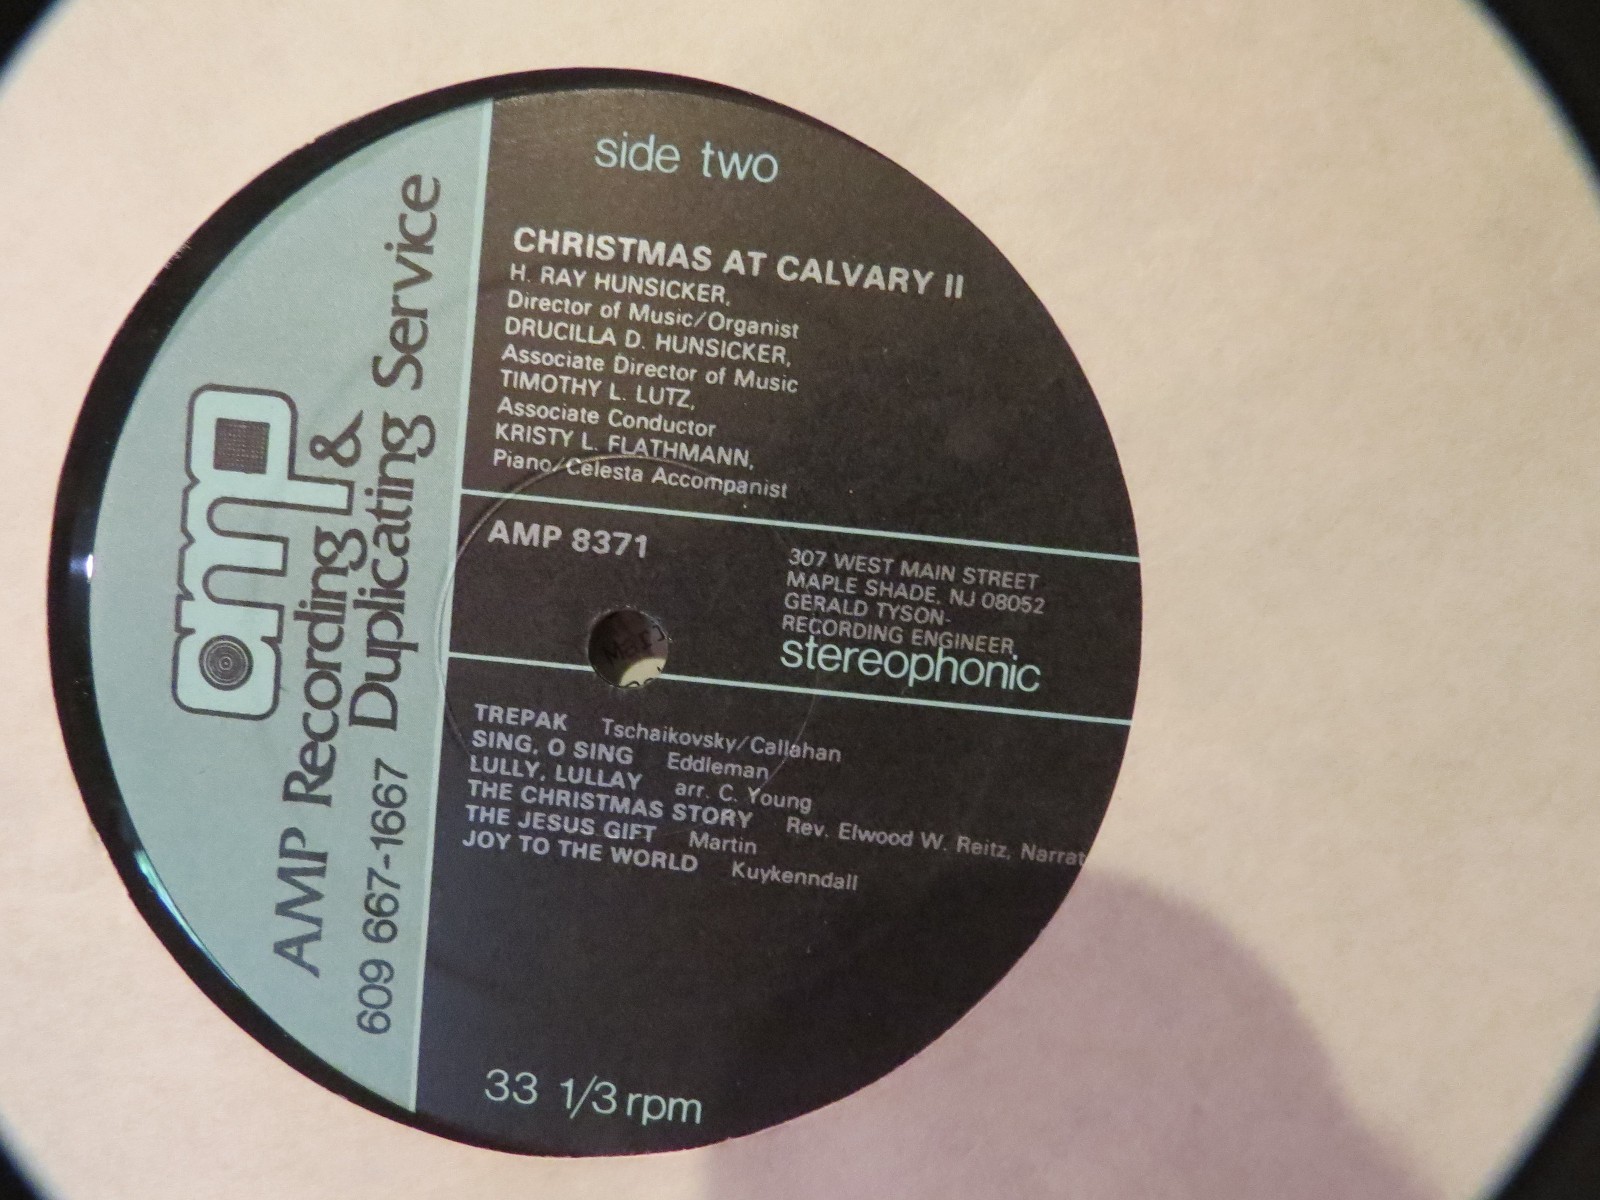 side two
CHRISTMAS AT CALVARY II
H. RAY HUNSICKER,
Director of Music/Organist
DRUCILLA D. HUNSICKER,
Associate Director of Music
TIMOTHY L. LUTZ,
Associate Conductor
KRISTY L. FLATHMANN,
Piano/Celesta Accompanist
AMP 8371
307 WEST MAIN STREET
MAPLE SHADE, NJ 08052
GERALD TYSON-
RECORDING ENGINEER
stereophonic
TREPAK Tschaikovsky/Callahan
SING, O SING Eddleman
LULLY, LULLAY arr. C. Young
THE CHRISTMAS STORY Rev. Elwood W. Reitz, Narrat
THE JESUS GIFT Martin
JOY TO THE WORLD Kuykenndall
33 1/3 rpm
amp
AMP Recording &
Duplicating Service
609 667-1667